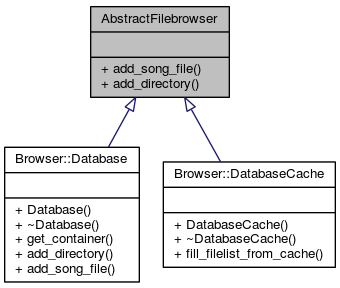 AbstractFilebrowser
+ add_song_file()
+ add_directory()
Browser::Database
+ Database()
+ ~Database()
+ get_container()
+ add_directory()
+ add_song_file()
Browser::DatabaseCache
+ DatabaseCache()
+ ~DatabaseCache()
+ fill_filelist_from_cache()